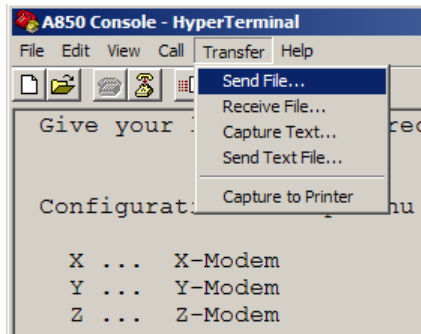 A850 Console - HyperTerminal
File Edit View Call Transfer Help
Send File...
Receive File...
Capture Text...
Send Text File...
Capture to Printer
Give your
Configurat
X ... X-Modem
Y ... Y-Modem
Z ... Z-Modem